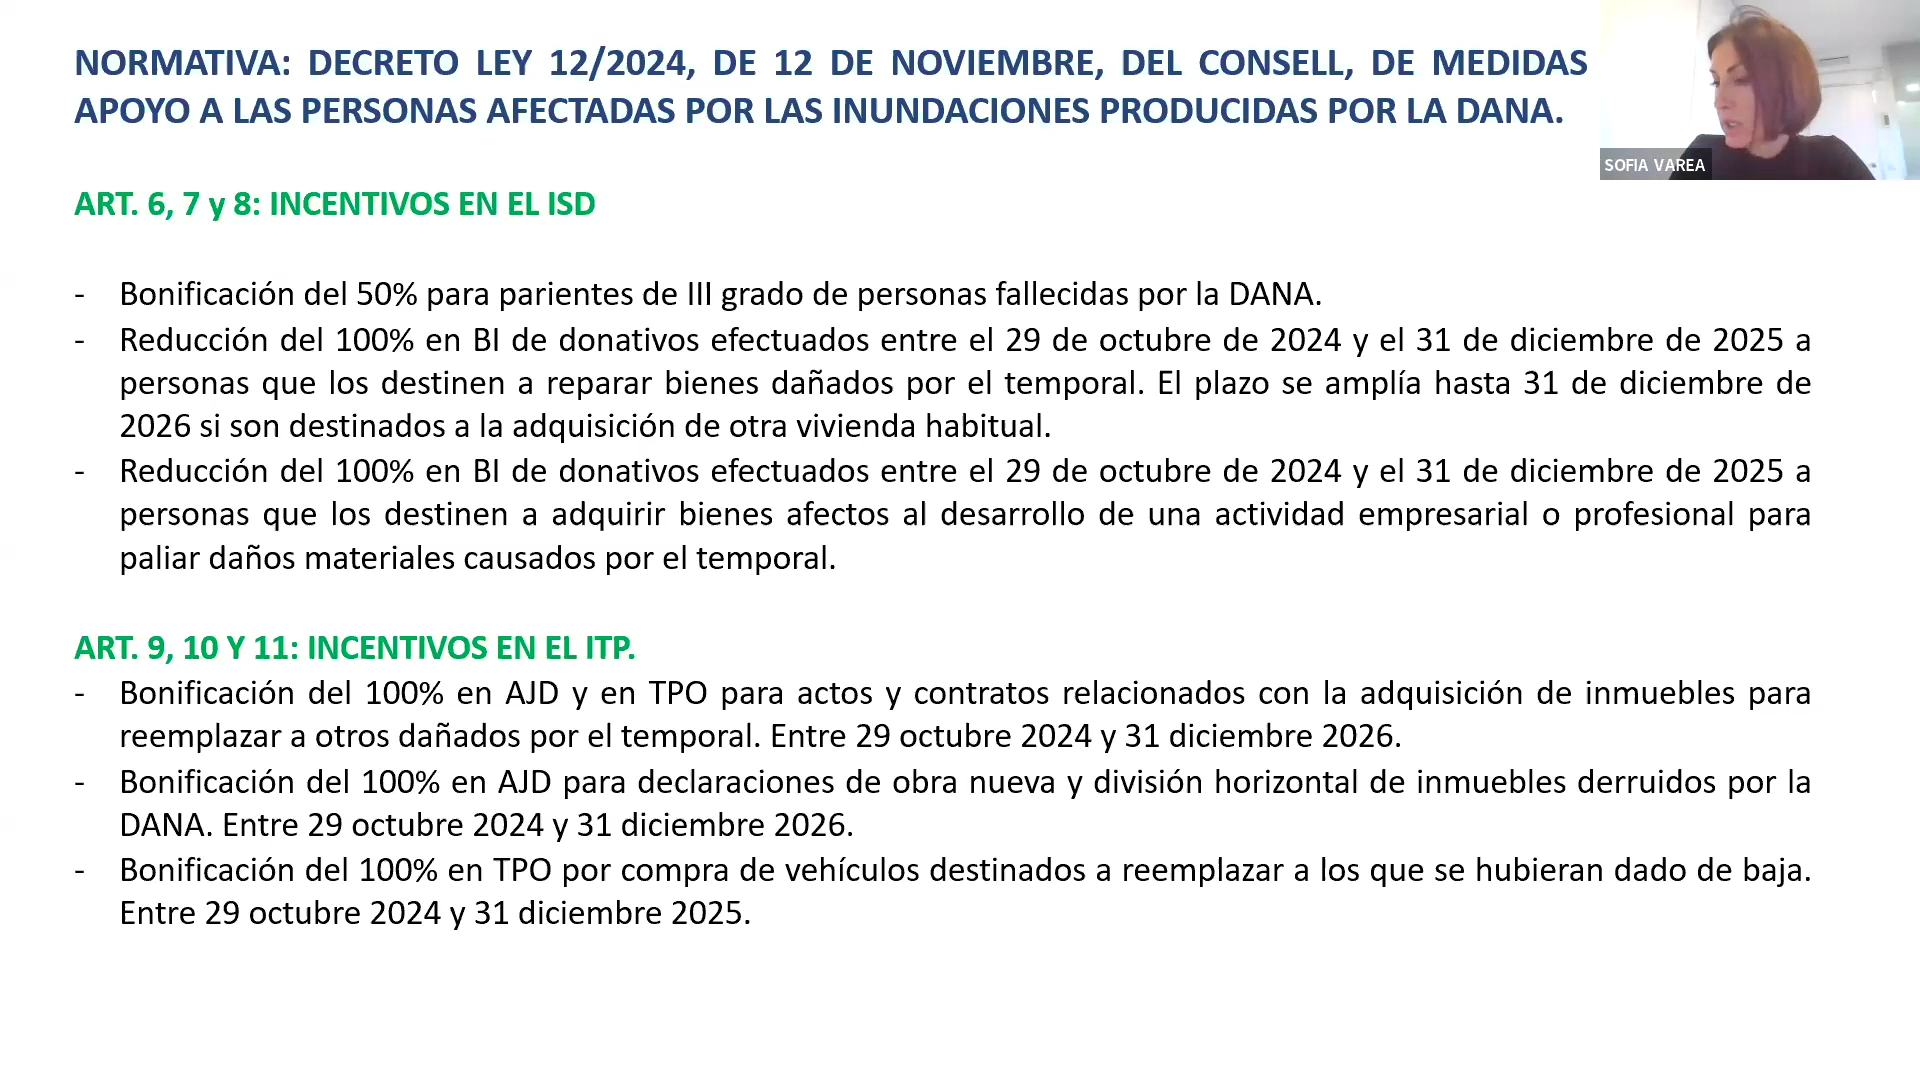 NORMATIVA: DECRETO LEY 12/2024, DE 12 DE NOVIEMBRE, DEL CONSELL, DE MEDIDAS
APOYO A LAS PERSONAS AFECTADAS POR LAS INUNDACIONES PRODUCIDAS POR LA DANA.
SOFIA VAREA
ART. 6, 7 y 8: INCENTIVOS EN EL ISD
- Bonificación del 50% para parientes de III grado de personas fallecidas por la DANA.
- Reducción del 100% en BI de donativos efectuados entre el 29 de octubre de 2024 y el 31 de diciembre de 2025 a
personas que los destinen a reparar bienes dañados por el temporal. El plazo se amplía hasta 31 de diciembre de
2026 si son destinados a la adquisición de otra vivienda habitual.
- Reducción del 100% en BI de donativos efectuados entre el 29 de octubre de 2024 y el 31 de diciembre de 2025 a
personas que los destinen a adquirir bienes afectos al desarrollo de una actividad empresarial o profesional para
paliar daños materiales causados por el temporal.
ART. 9, 10 Y 11: INCENTIVOS EN EL ITP.
- Bonificación del 100% en AJD y en TPO para actos y contratos relacionados con la adquisición de inmuebles para
reemplazar a otros dañados por el temporal. Entre 29 octubre 2024 y 31 diciembre 2026.
- Bonificación del 100% en AJD para declaraciones de obra nueva y división horizontal de inmuebles derruidos por la
DANA. Entre 29 octubre 2024 y 31 diciembre 2026.
- Bonificación del 100% en TPO por compra de vehículos destinados a reemplazar a los que se hubieran dado de baja.
Entre 29 octubre 2024 y 31 diciembre 2025.